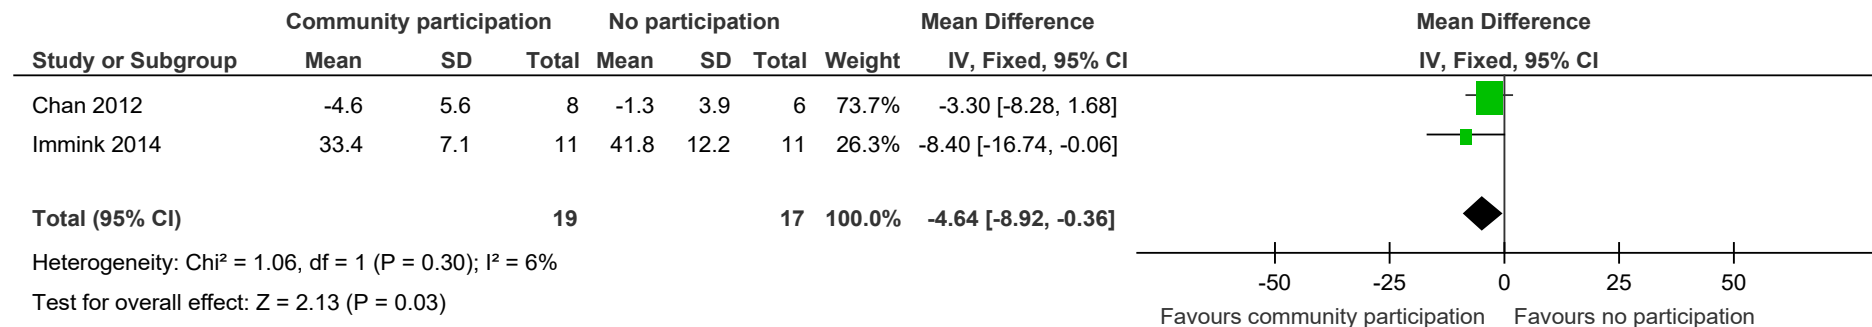 Community participation No participation Mean Difference Mean Difference
Study or Subgroup Mean SD Total Mean SD Total Weight IV, Fixed, 95% CI IV, Fixed, 95% CI
Chan 2012 -4.6 5.6 8 -1.3 3.9 6 73.7% -3.30 [-8.28, 1.68]
Immink 2014 33.4 7.1 11 41.8 12.2 11 26.3% -8.40 [-16.74, -0.06]
Total (95% CI) 19 17 100.0% -4.64 [-8.92, -0.36]
Heterogeneity: Chi² = 1.06, df = 1 (P = 0.30); I² = 6%
Test for overall effect: Z = 2.13 (P = 0.03)
-50 -25 0 25 50
Favours community participation Favours no participation